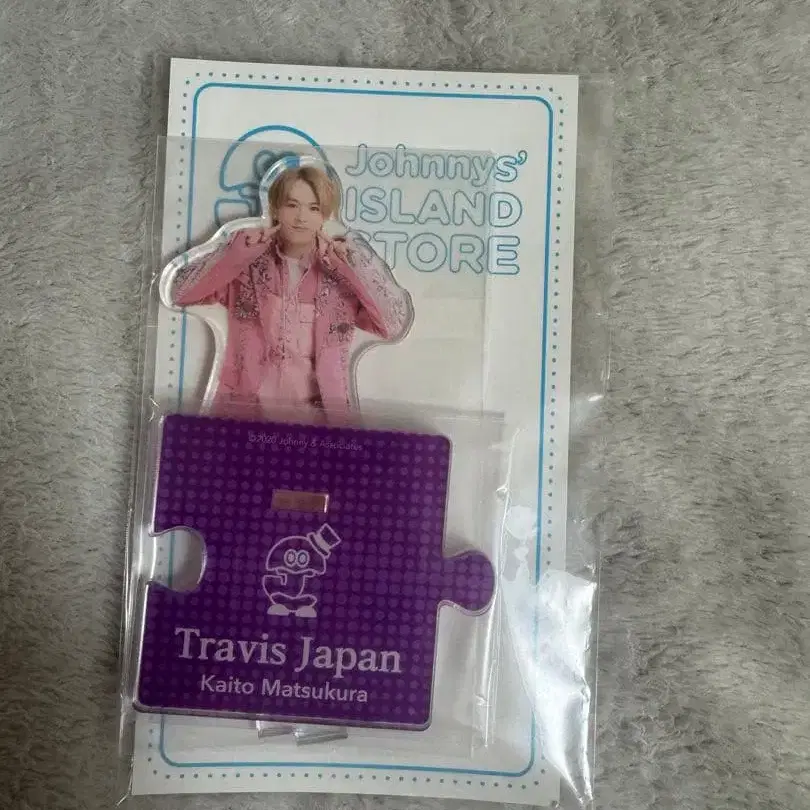 Johnnys'
ISLAND
STORE
©2020 Johnny & Associates
Travis Japan
Kaito Matsukura